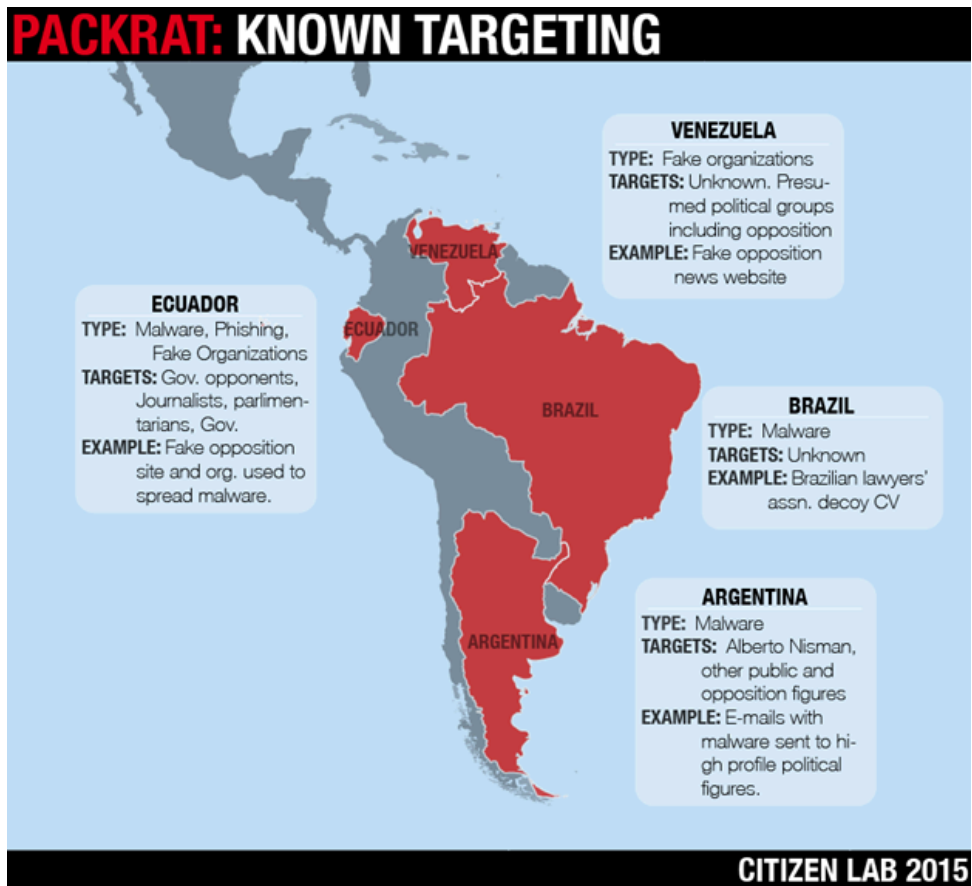 PACKRAT: KNOWN TARGETING
VENEZUELA
TYPE: Fake organizations
TARGETS: Unknown. Presu-
med political groups
including opposition
EXAMPLE: Fake opposition
news website
VENEZUELA
ECUADOR
TYPE: Malware, Phishing,
Fake Organizations
TARGETS: Gov. opponents,
Journalists, parlimen-
tarians, Gov.
EXAMPLE: Fake opposition
site and org. used to
spread malware.
ECUADOR
BRAZIL
BRAZIL
TYPE: Malware
TARGETS: Unknown
EXAMPLE: Brazilian lawyers'
assn. decoy CV
ARGENTINA
TYPE: Malware
TARGETS: Alberto Nisman,
other public and
opposition figures
EXAMPLE: E-mails with
malware sent to hi-
gh profile political
figures.
ARGENTINA
CITIZEN LAB 2015